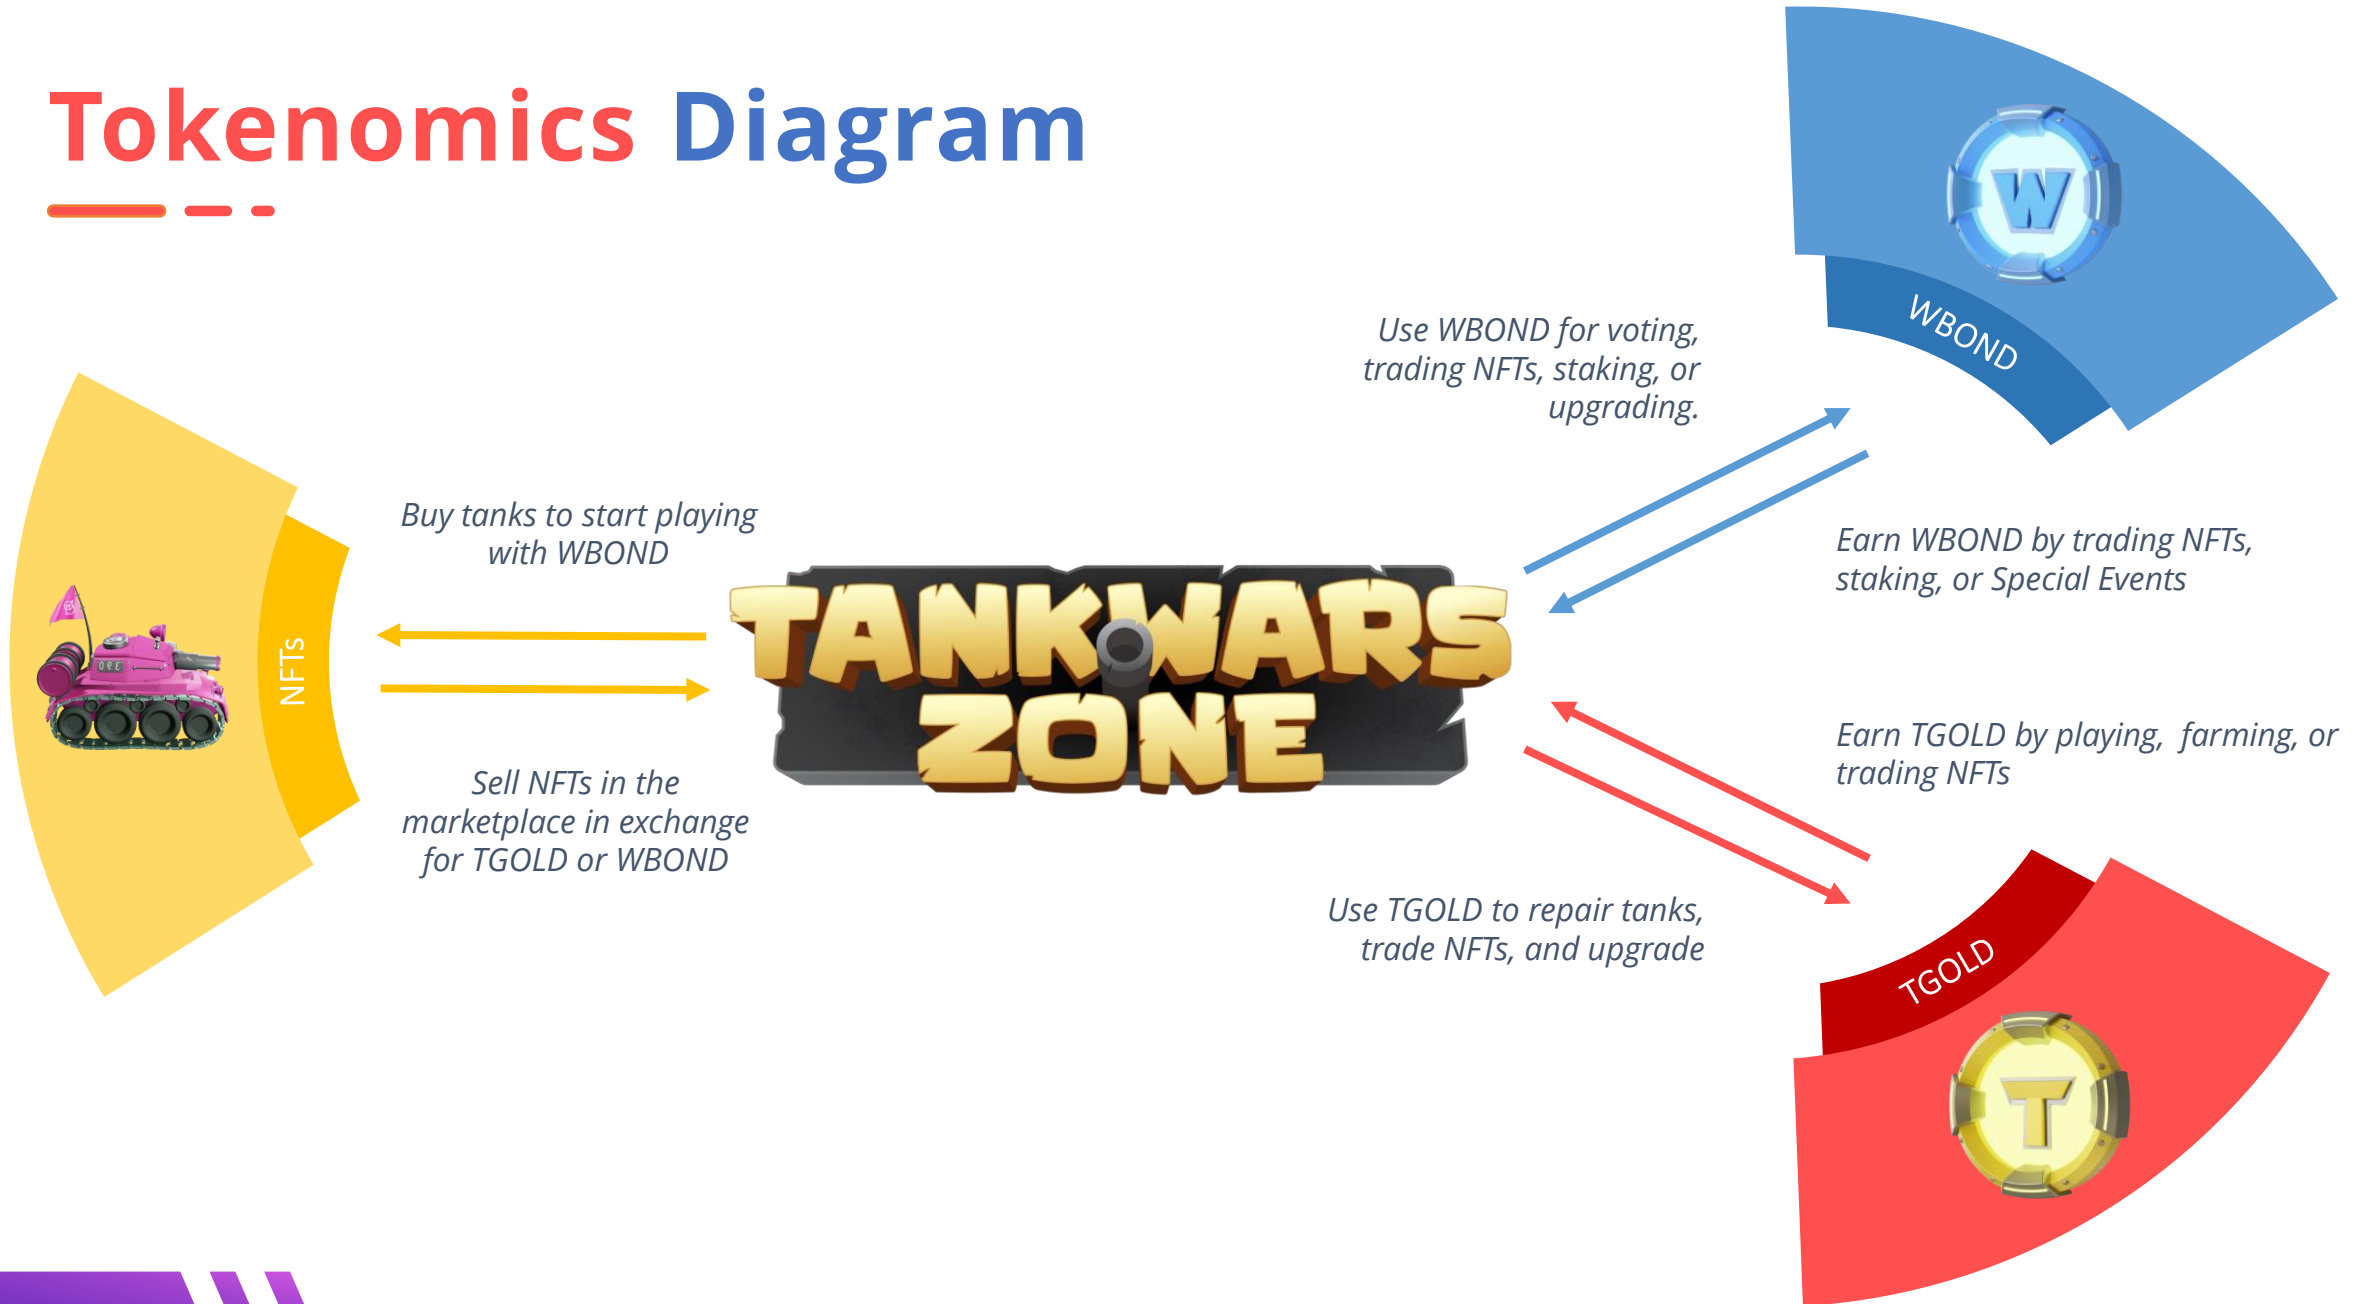 Tokenomics Diagram
W
WBOND
Use WBOND for voting,
trading NFTs, staking, or
upgrading.
Buy tanks to start playing
with WBOND
Earn WBOND by trading NFTs,
staking, or Special Events
TANKWARS
ZONE
NFTs
Sell NFTs in the
marketplace in exchange
for TGOLD or WBOND
Earn TGOLD by playing,  farming, or
trading NFTs
Use TGOLD to repair tanks,
trade NFTs, and upgrade
TGOLD
T